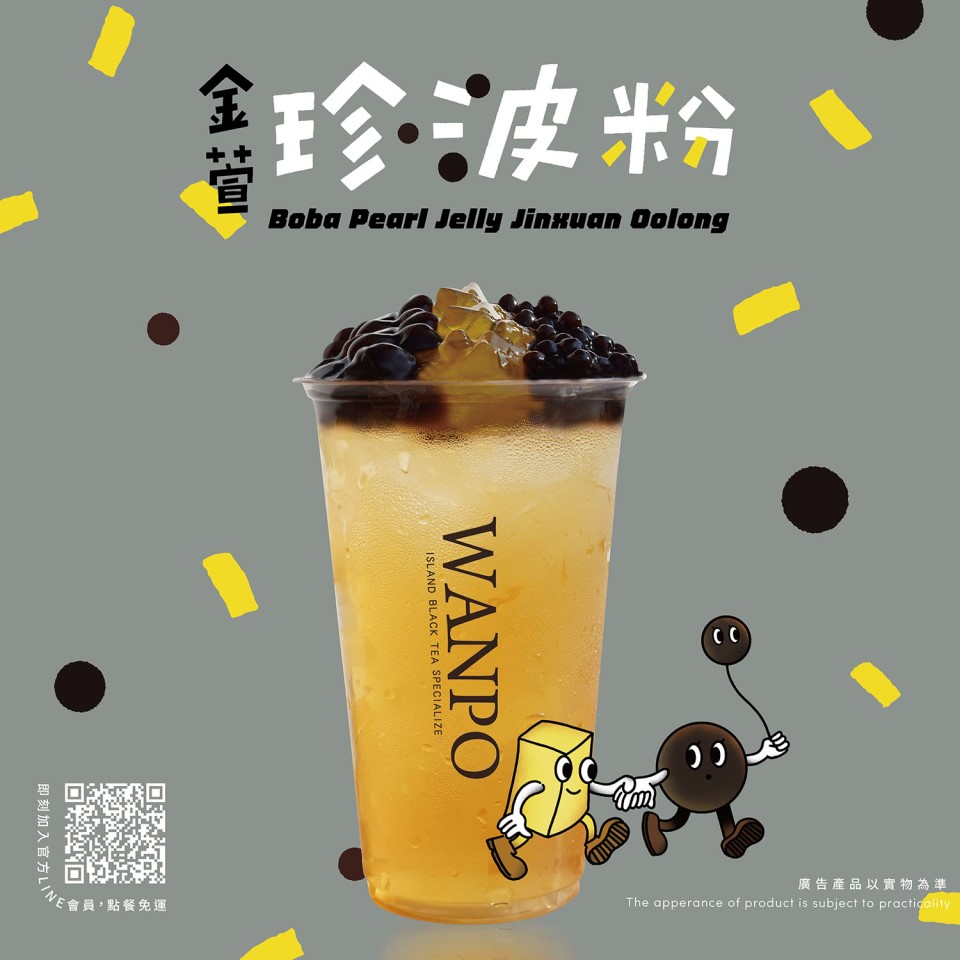 金萱
珍波粉
Boba Pearl Jelly Jinxuan Oolong
WANPO
ISLAND BLACK TEA SPECIALIZE
即刻加入官方LINE會員,點餐免運
廣告產品以實物為準
The apperance of product is subject to practicality